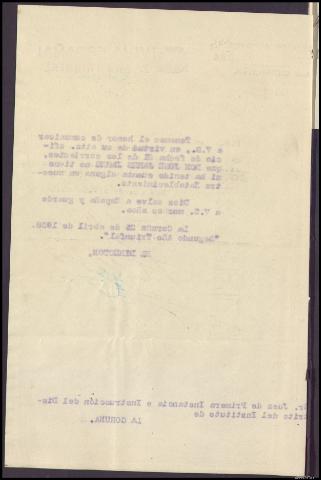 Tenemos el honor de comunicar
a V.S., en virtud de su atto. ofi-
cio de fecha de los corrientes,
que DON JOSE no tiene
ni ha tenido cuenta alguna en nues-
tro Establecimiento.
Dios salve a España y guarde
a V.S. muchos años.
La Coruña 25 de abril de 1938
"Segundo Año Triunfal".
EL DIRECTOR,
Sr. Juez de Primera Instancia e Instrucción del Dis-
trito del Instituto de
LA CORUÑA.